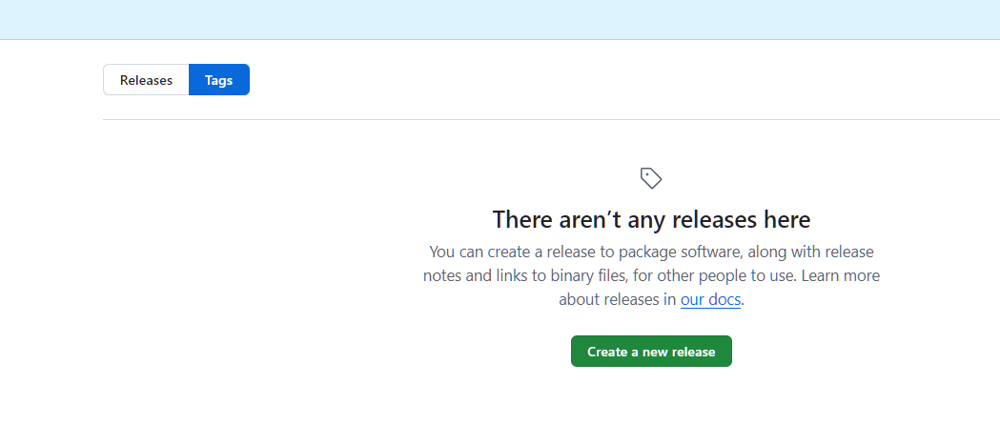 Releases
Tags
There aren’t any releases here
You can create a release to package software, along with release
notes and links to binary files, for other people to use. Learn more
about releases in our docs.
Create a new release